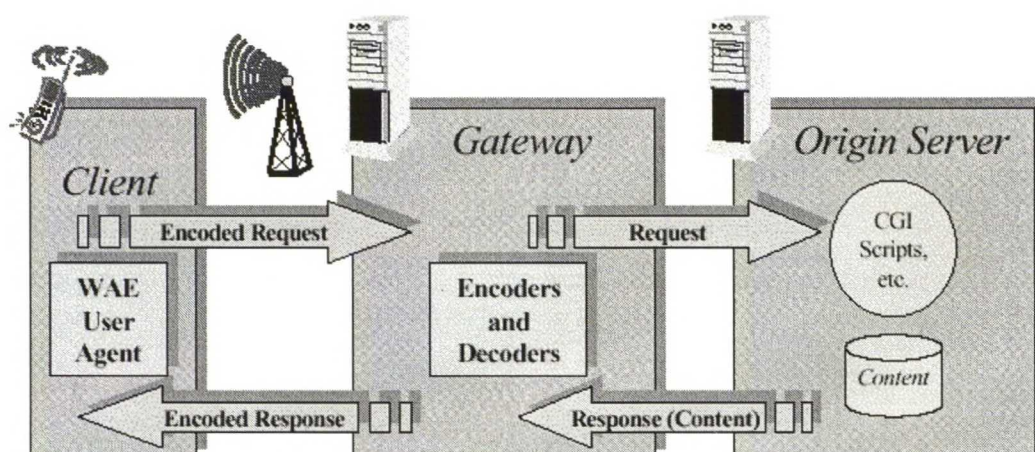 Client
Gateway
Origin Server
Encoded Request
Request
CGI
Scripts,
etc.
WAE
User
Agent
Encoders
and
Decoders
Content
Encoded Response
Response (Content)